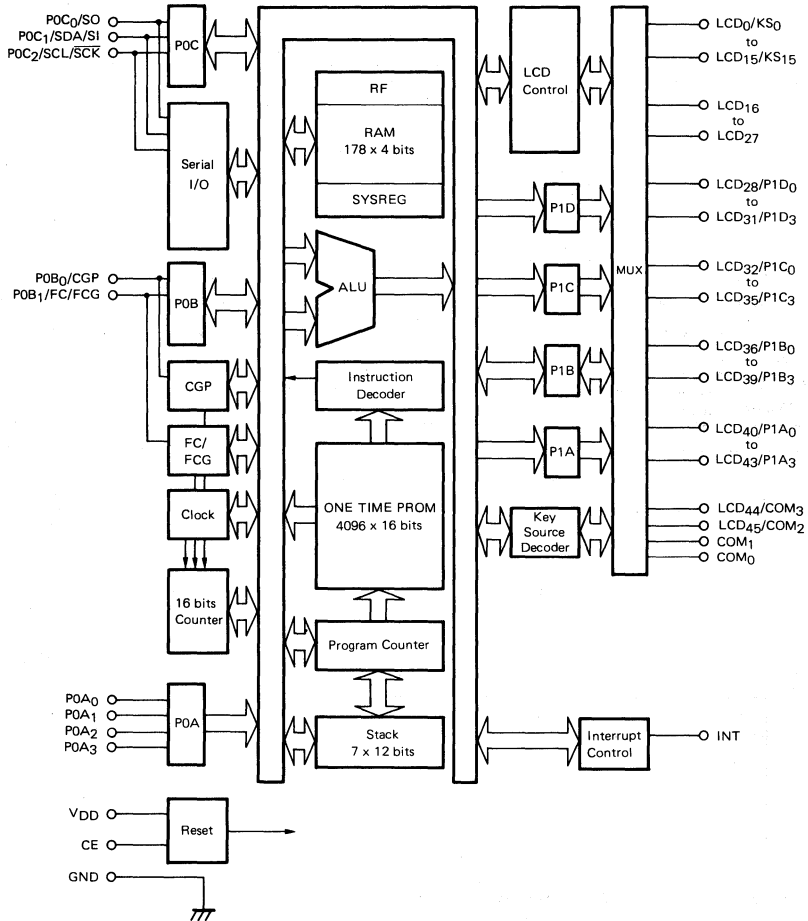 P0C0/SO
P0C1/SDA/SI
P0C2/SCL/SCK
P0C
Serial
I/O
P0B0/CGP
P0B1/FC/FCG
P0B
CGP
FC/
FCG
Clock
16 bits
Counter
P0A0
P0A1
P0A2
P0A3
P0A
VDD
CE
Reset
GND
RF
RAM
178 x 4 bits
SYSREG
ALU
Instruction
Decoder
ONE TIME PROM
4096 x 16 bits
Program Counter
Stack
7 x 12 bits
LCD
Control
P1D
P1C
P1B
P1A
Key
Source
Decoder
MUX
Interrupt
Control
LCD0/KS0
to
LCD15/KS15
LCD16
to
LCD27
LCD28/P1D0
to
LCD31/P1D3
LCD32/P1C0
to
LCD35/P1C3
LCD36/P1B0
to
LCD39/P1B3
LCD40/P1A0
to
LCD43/P1A3
LCD44/COM3
LCD45/COM2
COM1
COM0
INT